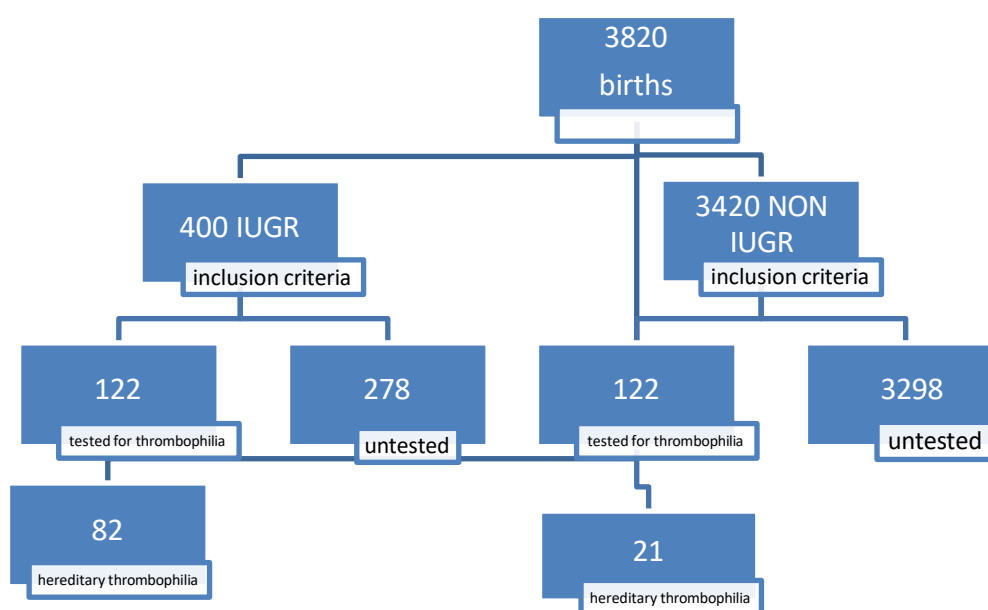 3820
births
400 IUGR
inclusion criteria
3420 NON
IUGR
inclusion criteria
122
tested for thrombophilia
278
untested
122
tested for thrombophilia
3298
untested
82
hereditary thrombophilia
21
hereditary thrombophilia